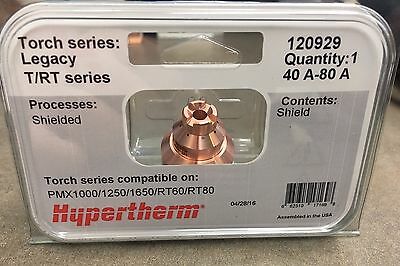 Torch series:
Legacy
T/RT series
120929
Quantity:1
40 A-80 A
Processes:
Shielded
Contents:
Shield
Torch series compatible on:
PMX1000/1250/1650/RT60/RT80
Hypertherm®
04/28/16
Assembled in the USA